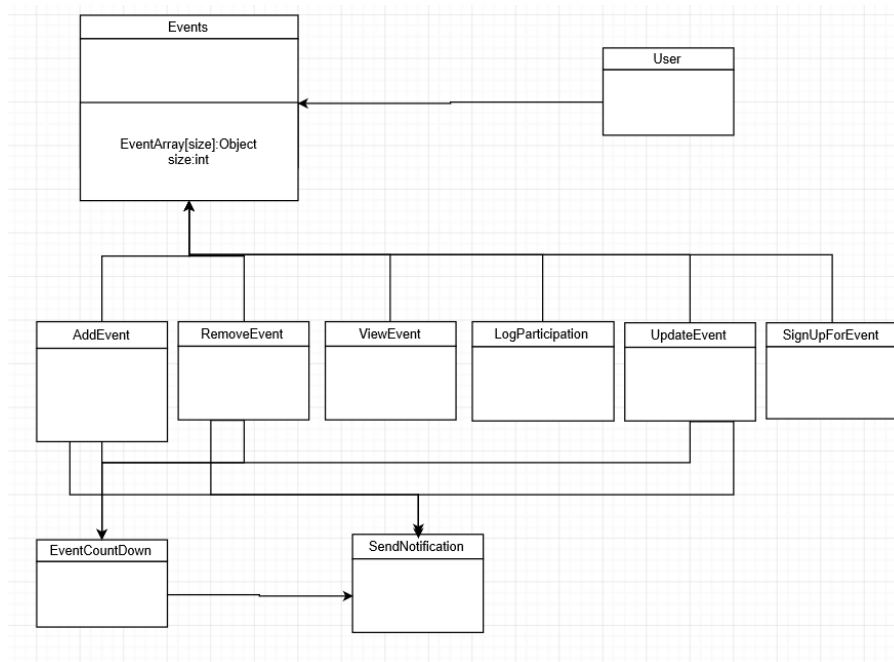 Events
User
EventArray[size]:Object
size:int
AddEvent
RemoveEvent
ViewEvent
LogParticipation
UpdateEvent
SignUpForEvent
EventCountDown
SendNotification